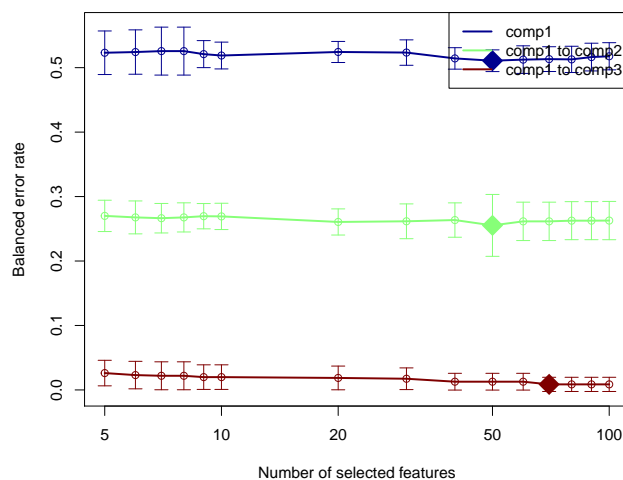 comp1
comp1 to comp2
comp1 to comp3
0.5
0.4
0.3
0.2
0.1
0.0
Balanced error rate
5 10 20 50 100
Number of selected features